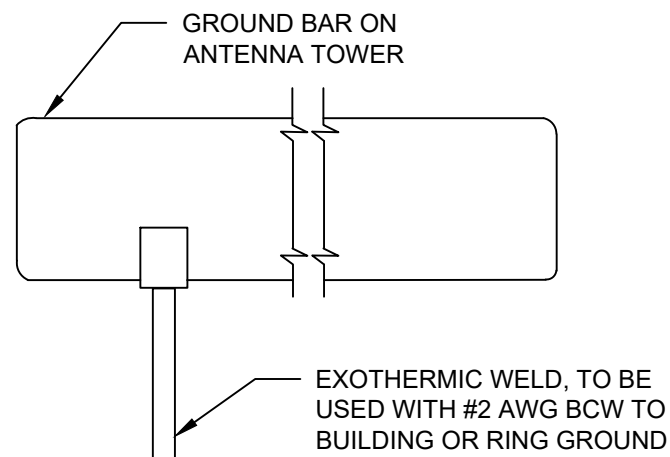 GROUND BAR ON
ANTENNA TOWER
EXOTHERMIC WELD, TO BE
USED WITH #2 AWG BCW TO
BUILDING OR RING GROUND